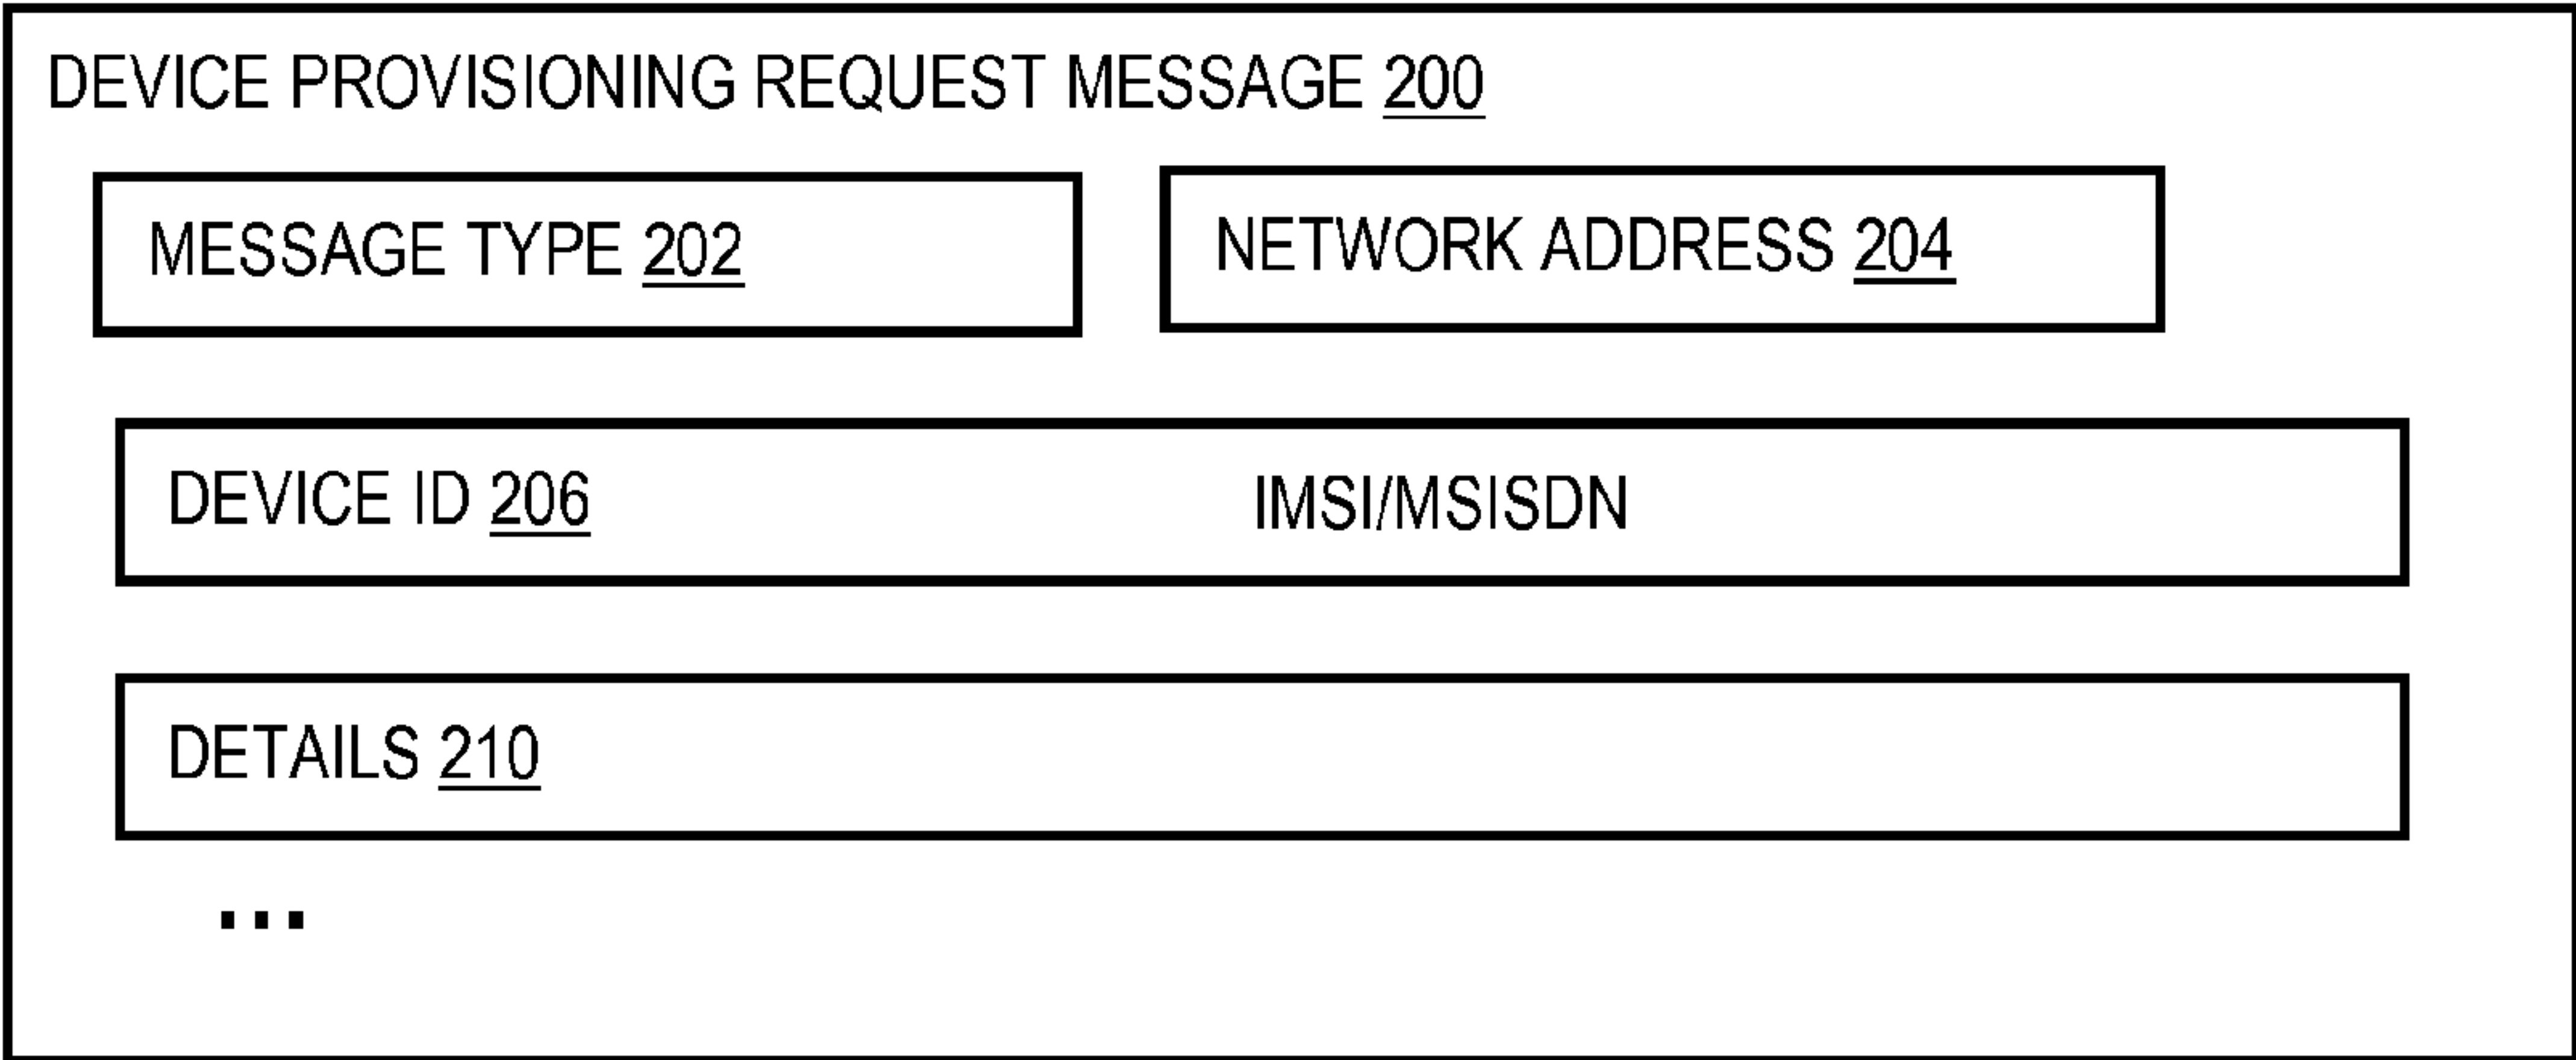 DEVICE PROVISIONING REQUEST MESSAGE 200
MESSAGE TYPE 202
NETWORK ADDRESS 204
DEVICE ID 206 IMSI/MSISDN
DETAILS 210
...